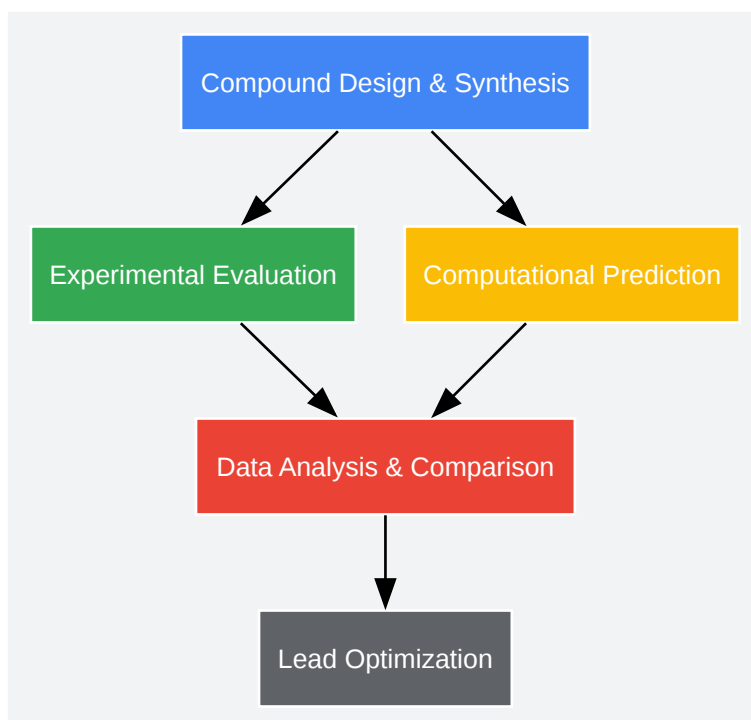 Compound Design & Synthesis
Experimental Evaluation
Computational Prediction
Data Analysis & Comparison
Lead Optimization